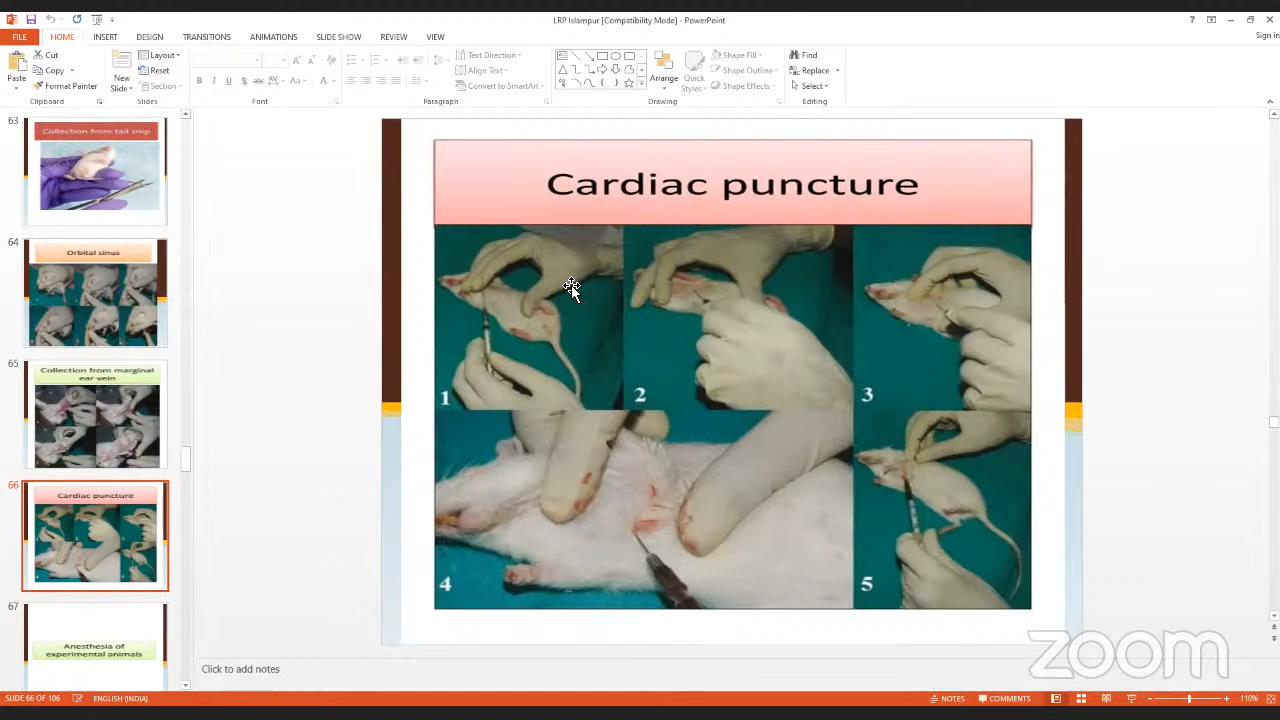 LRP Islampur [Compatibility Mode] - PowerPoint
?
Sign in
FILE
HOME
INSERT
DESIGN
TRANSITIONS
ANIMATIONS
SLIDE SHOW
REVIEW
VIEW
Paste
Cut
Copy
Format Painter
Clipboard
New
Slide
Layout
Reset
Section
Slides
B I U S abc AV Aa A
Font
Text Direction
Align Text
Convert to SmartArt
Paragraph
Arrange
Quick
Styles
Shape Fill
Shape Outline
Shape Effects
Drawing
Find
Replace
Select
Editing
63
Collection from tail snip
64
Orbital sinus
65
Collection from marginal
ear vein
66
Cardiac puncture
67
Anesthesia of
experimental animals
Cardiac puncture
1
2
3
4
5
zoom
Click to add notes
SLIDE 66 OF 106
ENGLISH (INDIA)
NOTES
COMMENTS
110%